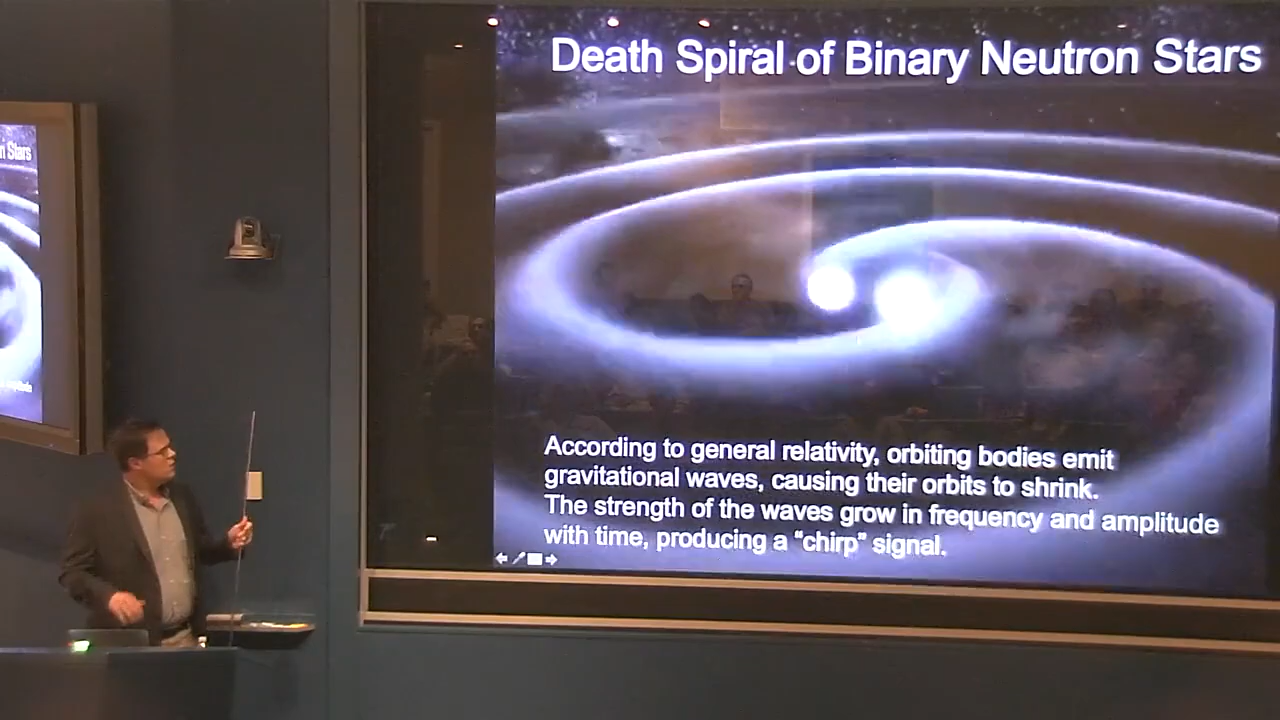 Death Spiral of Binary Neutron Stars
n Stars
According to general relativity, orbiting bodies emit
gravitational waves, causing their orbits to shrink.
The strength of the waves grow in frequency and amplitude
with time, producing a “chirp” signal.